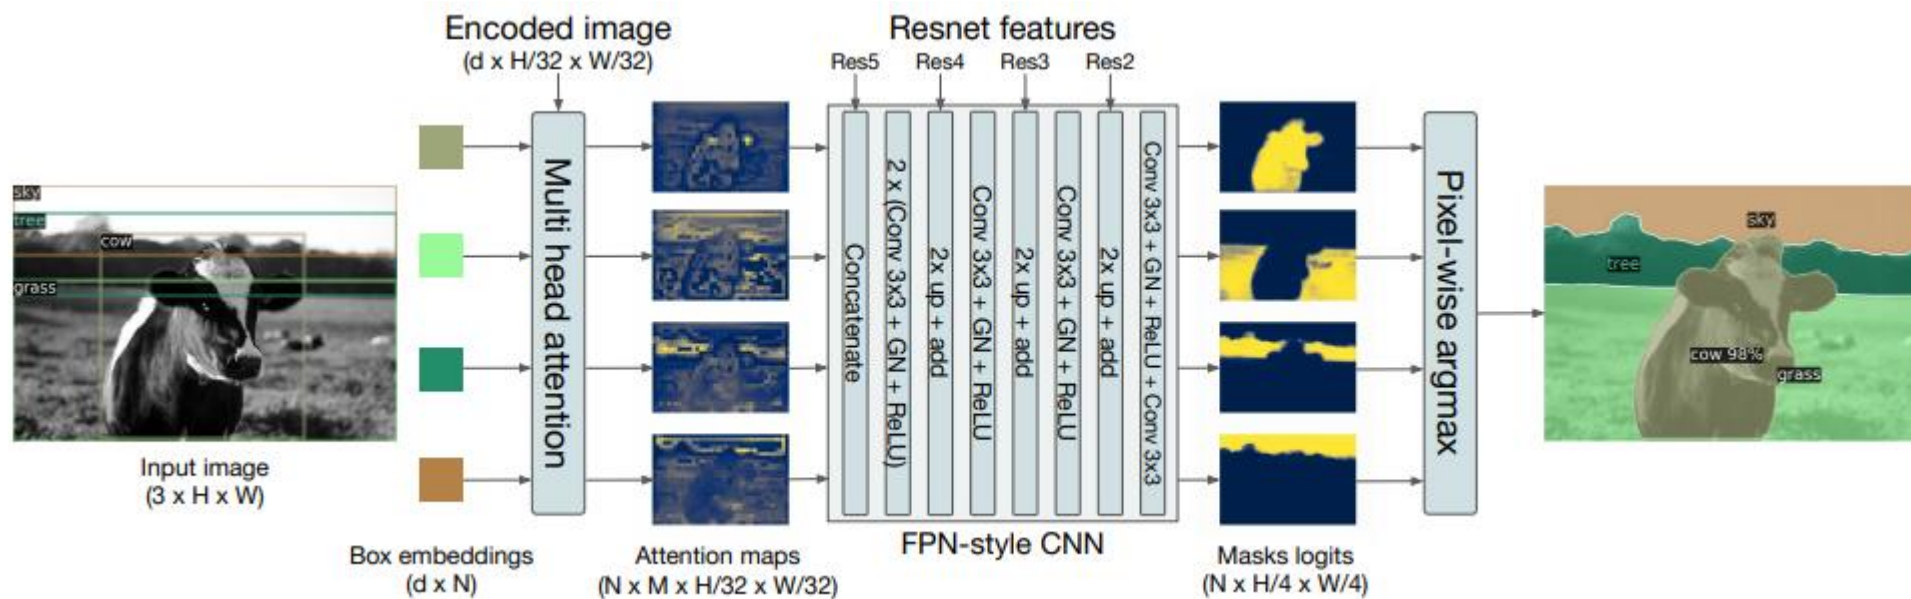 Encoded image
(d x H/32 x W/32)
Resnet features
Res5
Res4
Res3
Res2
sky
tree
cow
grass
Input image
(3 x H x W)
Box embeddings
(d x N)
Multi head attention
Attention maps
(N x M x H/32 x W/32)
Concatenate
2 x (Conv 3x3 + GN + ReLU)
2x up + add
Conv 3x3 + GN + ReLU
2x up + add
Conv 3x3 + GN + ReLU
2x up + add
Conv 3x3 + GN + ReLU + Conv 3x3
FPN-style CNN
Masks logits
(N x H/4 x W/4)
Pixel-wise argmax
sky
tree
cow 98%
grass